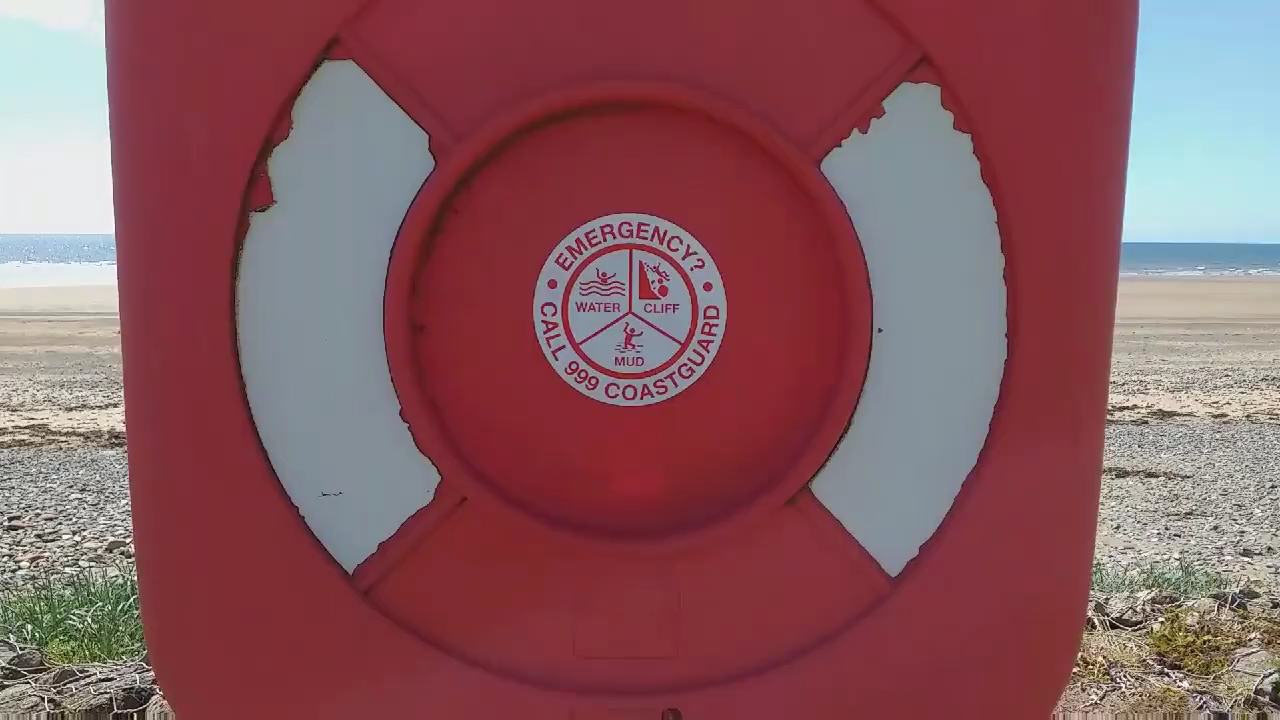 EMERGENCY?
WATER
CLIFF
MUD
CALL 999 COASTGUARD